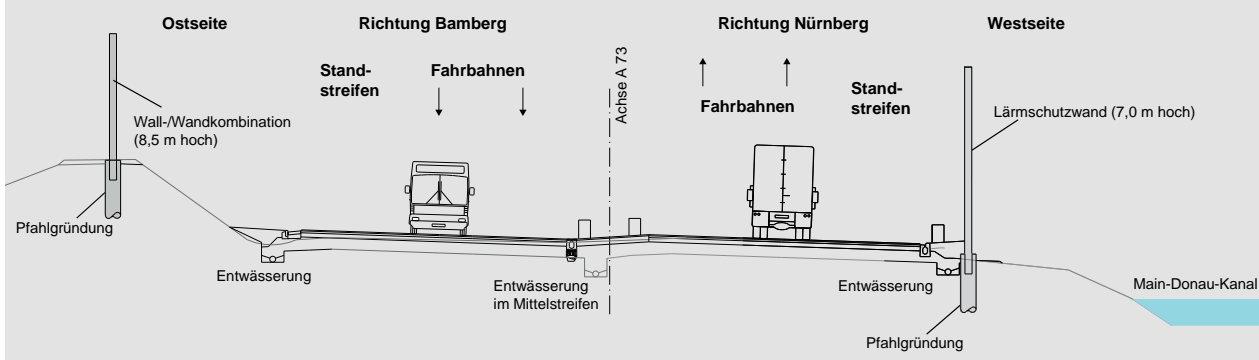 Ostseite
Richtung Bamberg
Richtung Nürnberg
Westseite
Stand-
streifen
Fahrbahnen
Achse A 73
Fahrbahnen
Stand-
streifen
Wall-/Wandkombination
(8,5 m hoch)
Lärmschutzwand (7,0 m hoch)
Pfahlgründung
Entwässerung
Entwässerung
im Mittelstreifen
Entwässerung
Main-Donau-Kanal
Pfahlgründung